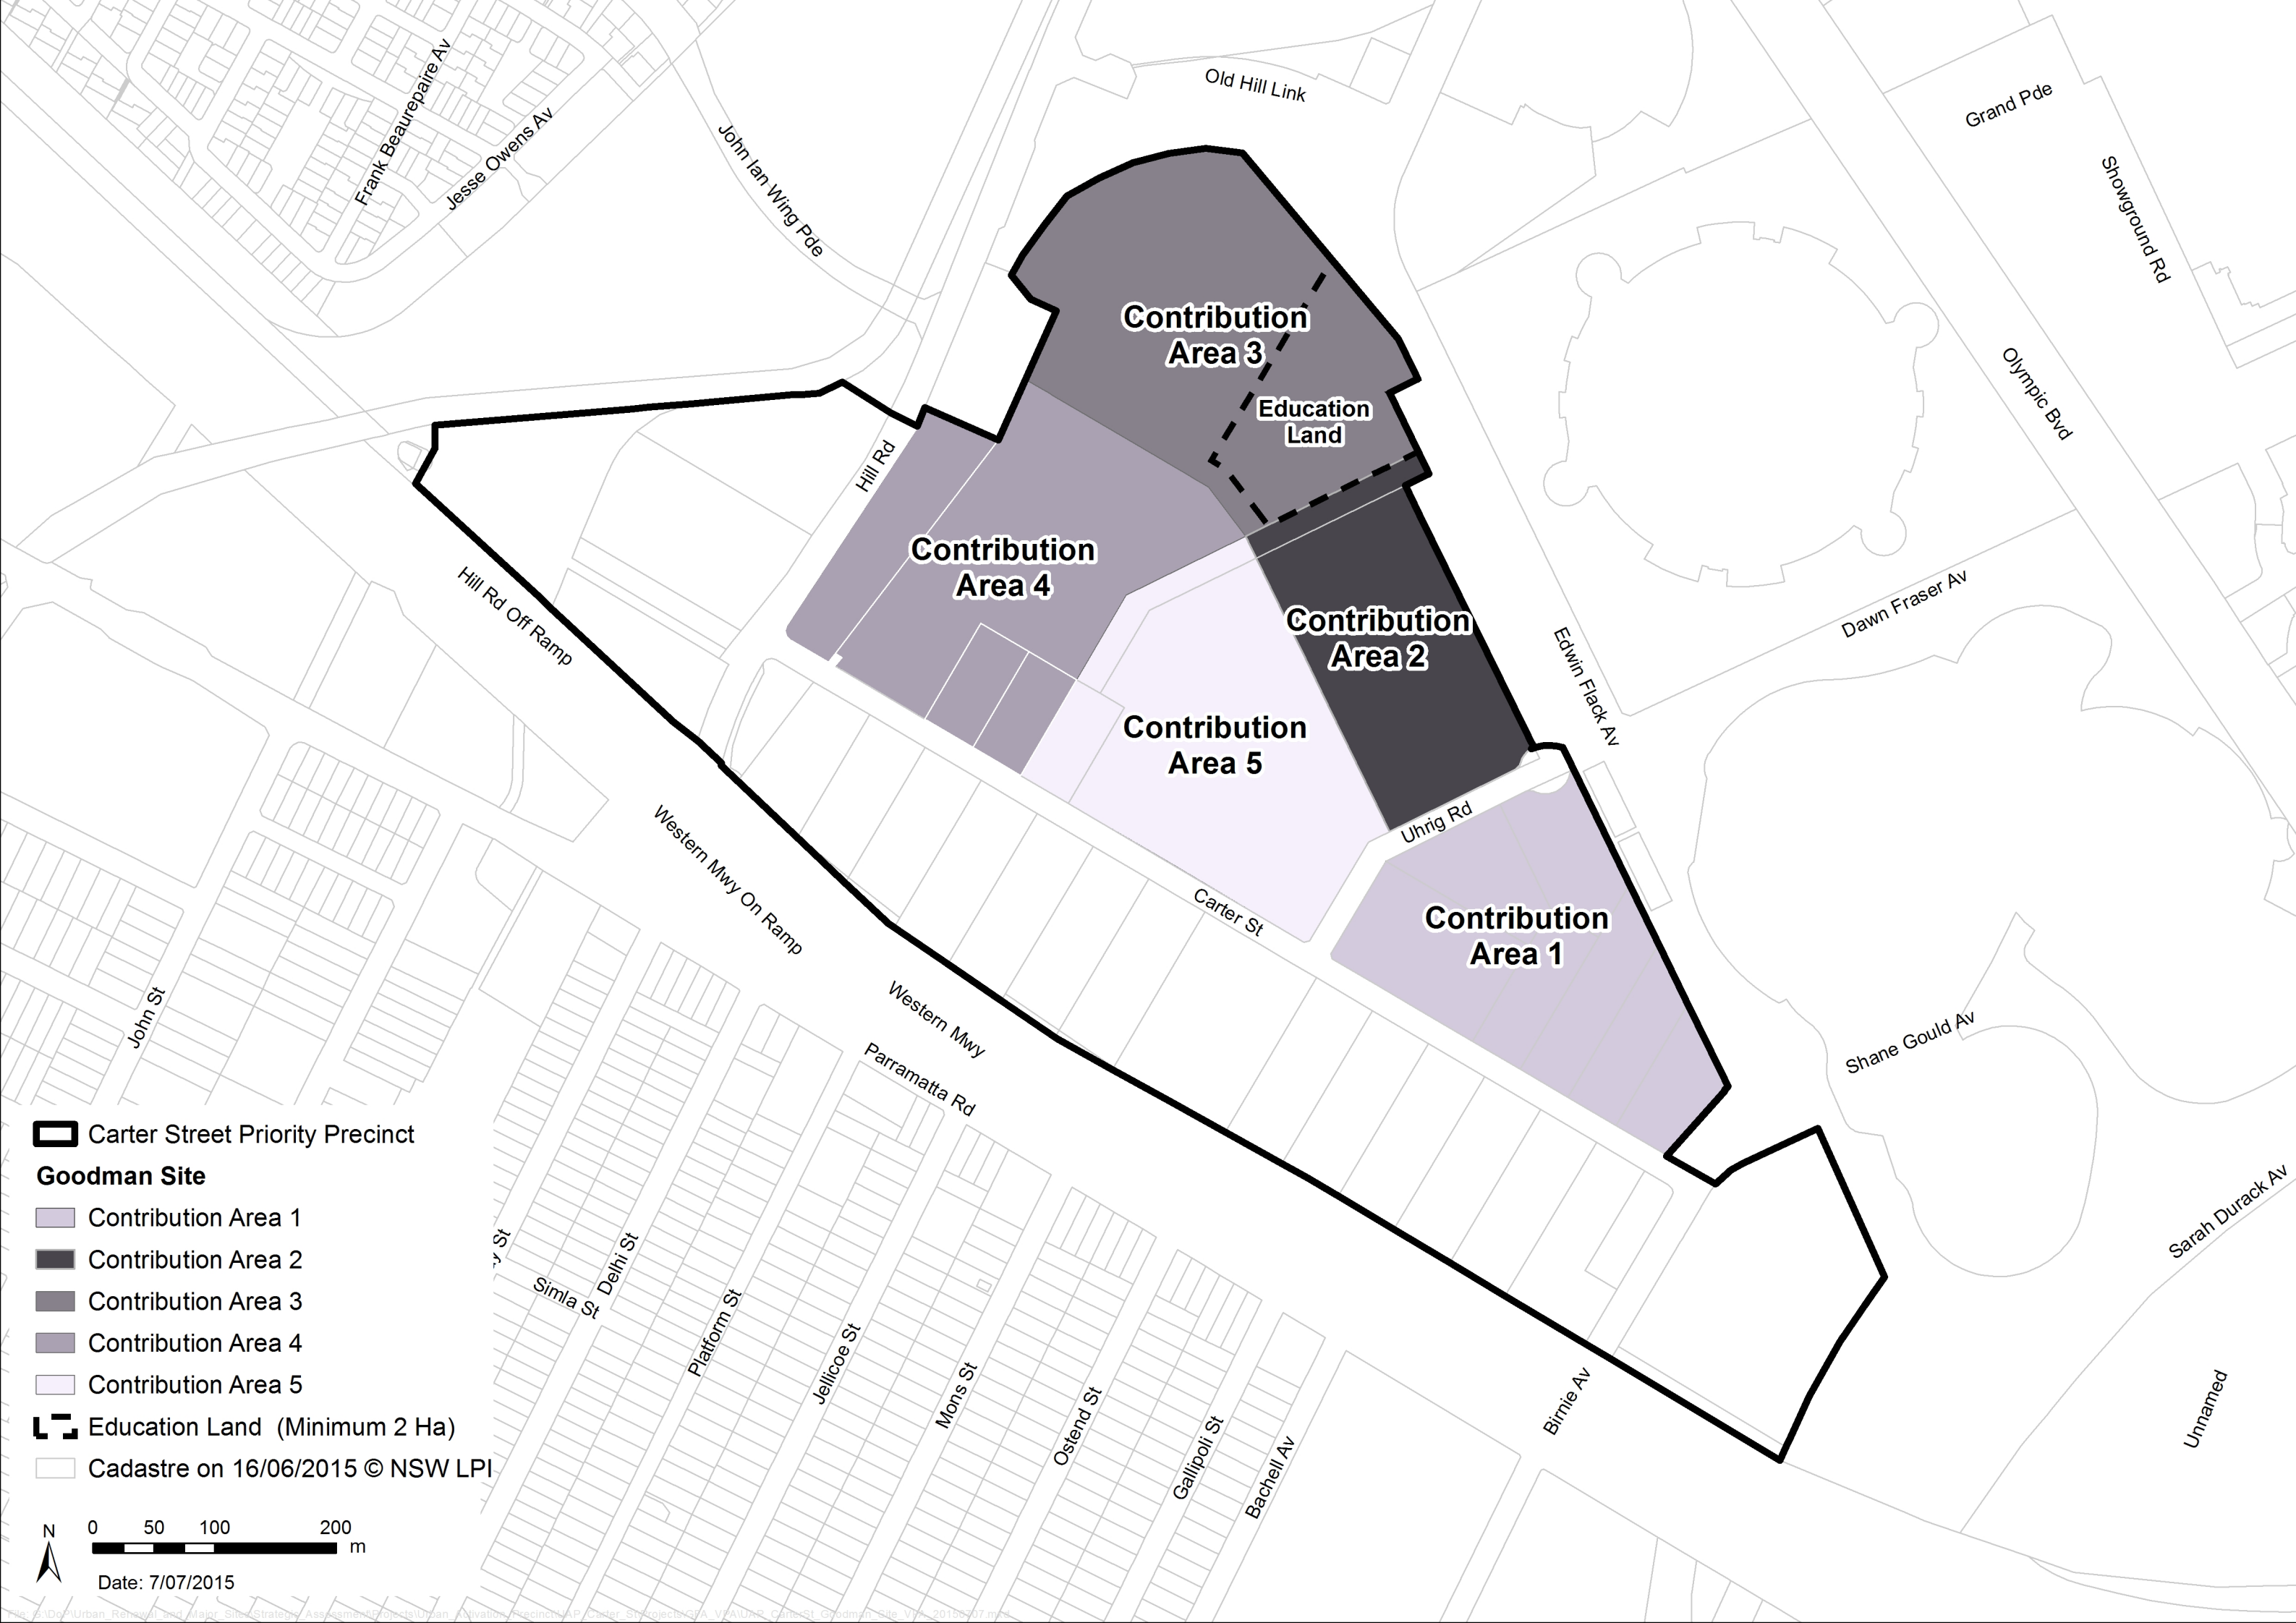 Old Hill Link
Grand Pde
Frank Beaurepaire Av
Jesse Owens Av
John Ian Wing Pde
Showground Rd
Contribution
Area 3
Education
Land
Olympic Bvd
Hill Rd
Contribution
Area 4
Hill Rd Off Ramp
Contribution
Area 2
Dawn Fraser Av
Edwin Flack Av
Contribution
Area 5
Uhrig Rd
Western Mwy On Ramp
Carter St
Contribution
Area 1
John St
Western Mwy
Shane Gould Av
Parramatta Rd
Sarah Durack Av
Delhi St
Simla St
Platform St
Jellicoe St
Mons St
Ostend St
Gallipoli St
Bachell Av
Birnie Av
Unnamed
Carter Street Priority Precinct
Goodman Site
Contribution Area 1
Contribution Area 2
Contribution Area 3
Contribution Area 4
Contribution Area 5
Education Land (Minimum 2 Ha)
Cadastre on 16/06/2015 © NSW LPI
N
0 50 100 200
m
Date: 7/07/2015